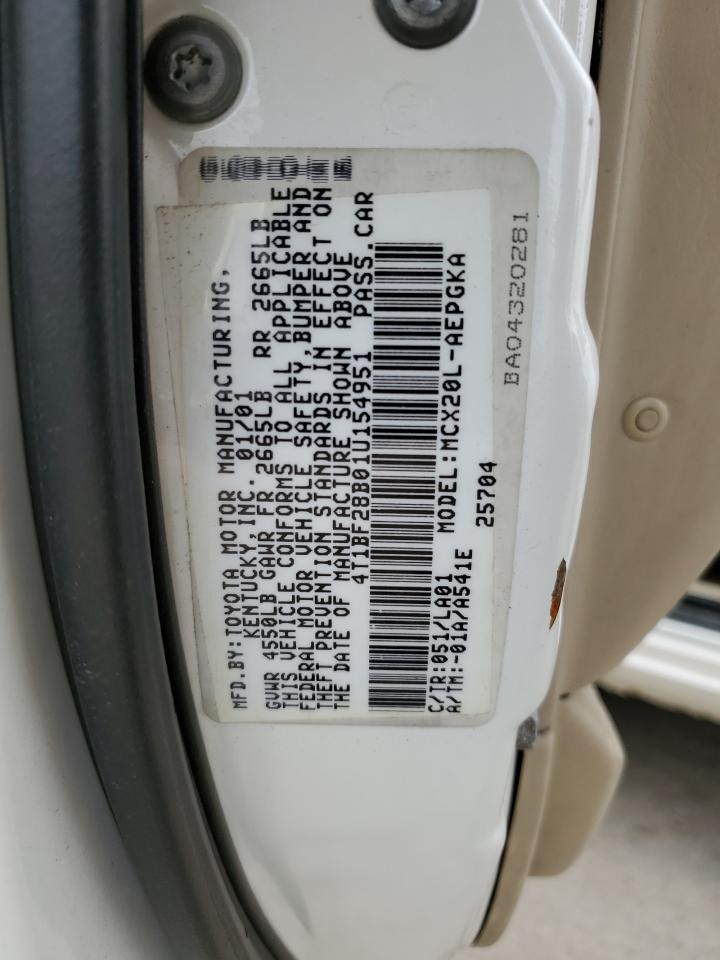 MFD. BY: TOYOTA MOTOR MANUFACTURING,
KENTUCKY, INC. 01/01
GVWR 4550LB GAWR FR 2665LB RR 2665LB
THIS VEHICLE CONFORMS TO ALL APPLICABLE
FEDERAL MOTOR VEHICLE SAFETY, BUMPER AND
THEFT PREVENTION STANDARDS IN EFFECT ON
THE DATE OF MANUFACTURE SHOWN ABOVE
4T1BF28B01U154951 PASS. CAR
C/TR:051/LA01 MODEL:MCX20L-AEPGKA
A/TM:-01A/A541E
25704
BA04320281